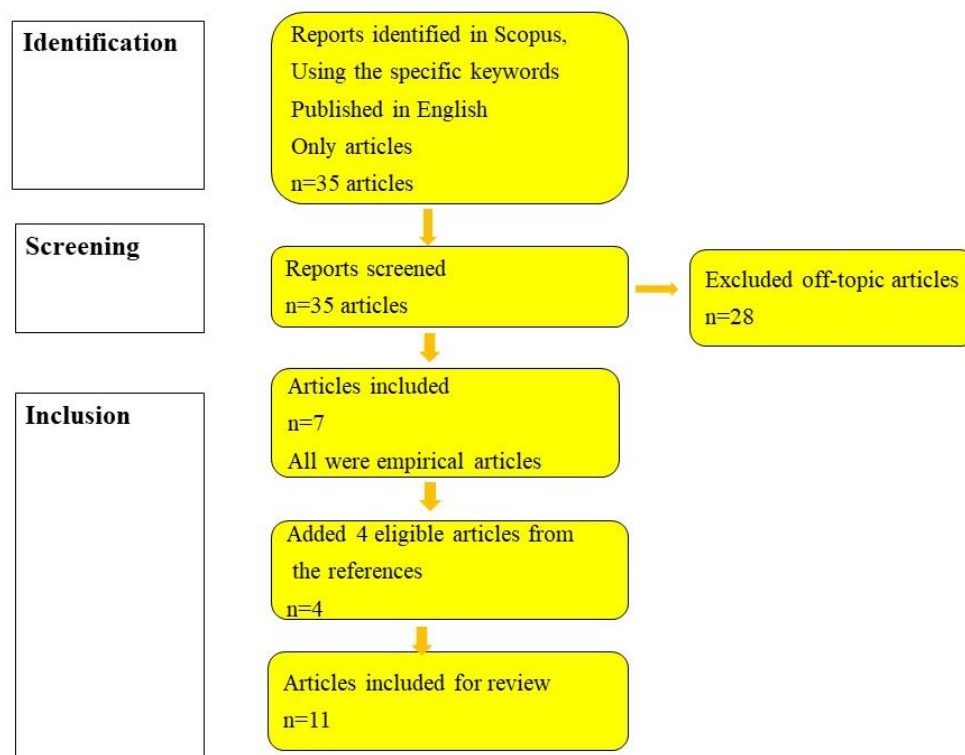 Identification
Reports identified in Scopus,
Using the specific keywords
Published in English
Only articles
n=35 articles
Screening
Reports screened
n=35 articles
Excluded off-topic articles
n=28
Inclusion
Articles included
n=7
All were empirical articles
Added 4 eligible articles from
the references
n=4
Articles included for review
n=11